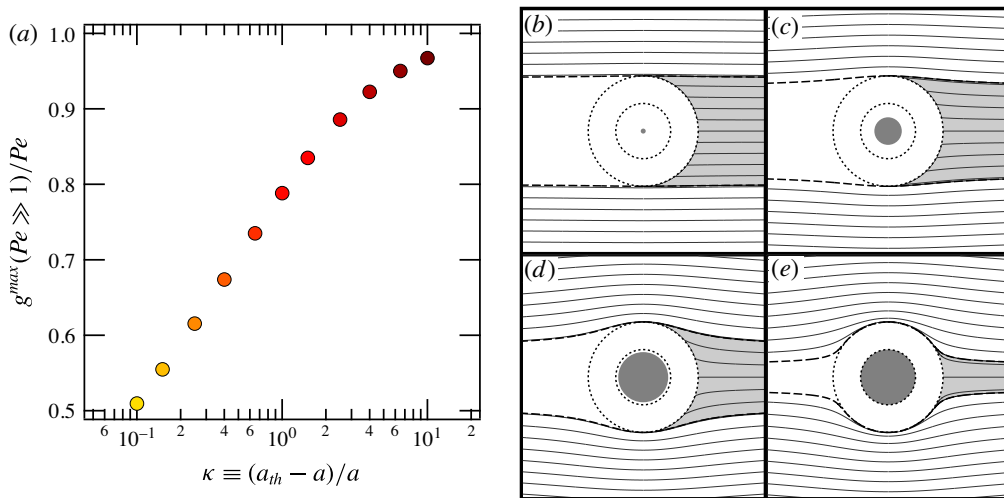 (a)
1.0
0.9
0.8
0.7
0.6
0.5
g^max(Pe ≫ 1)/Pe
6 10^-1 2 4 6 10^0 2 4 6 10^1 2
κ ≡ (a_th − a)/a
(b)
(c)
(d)
(e)